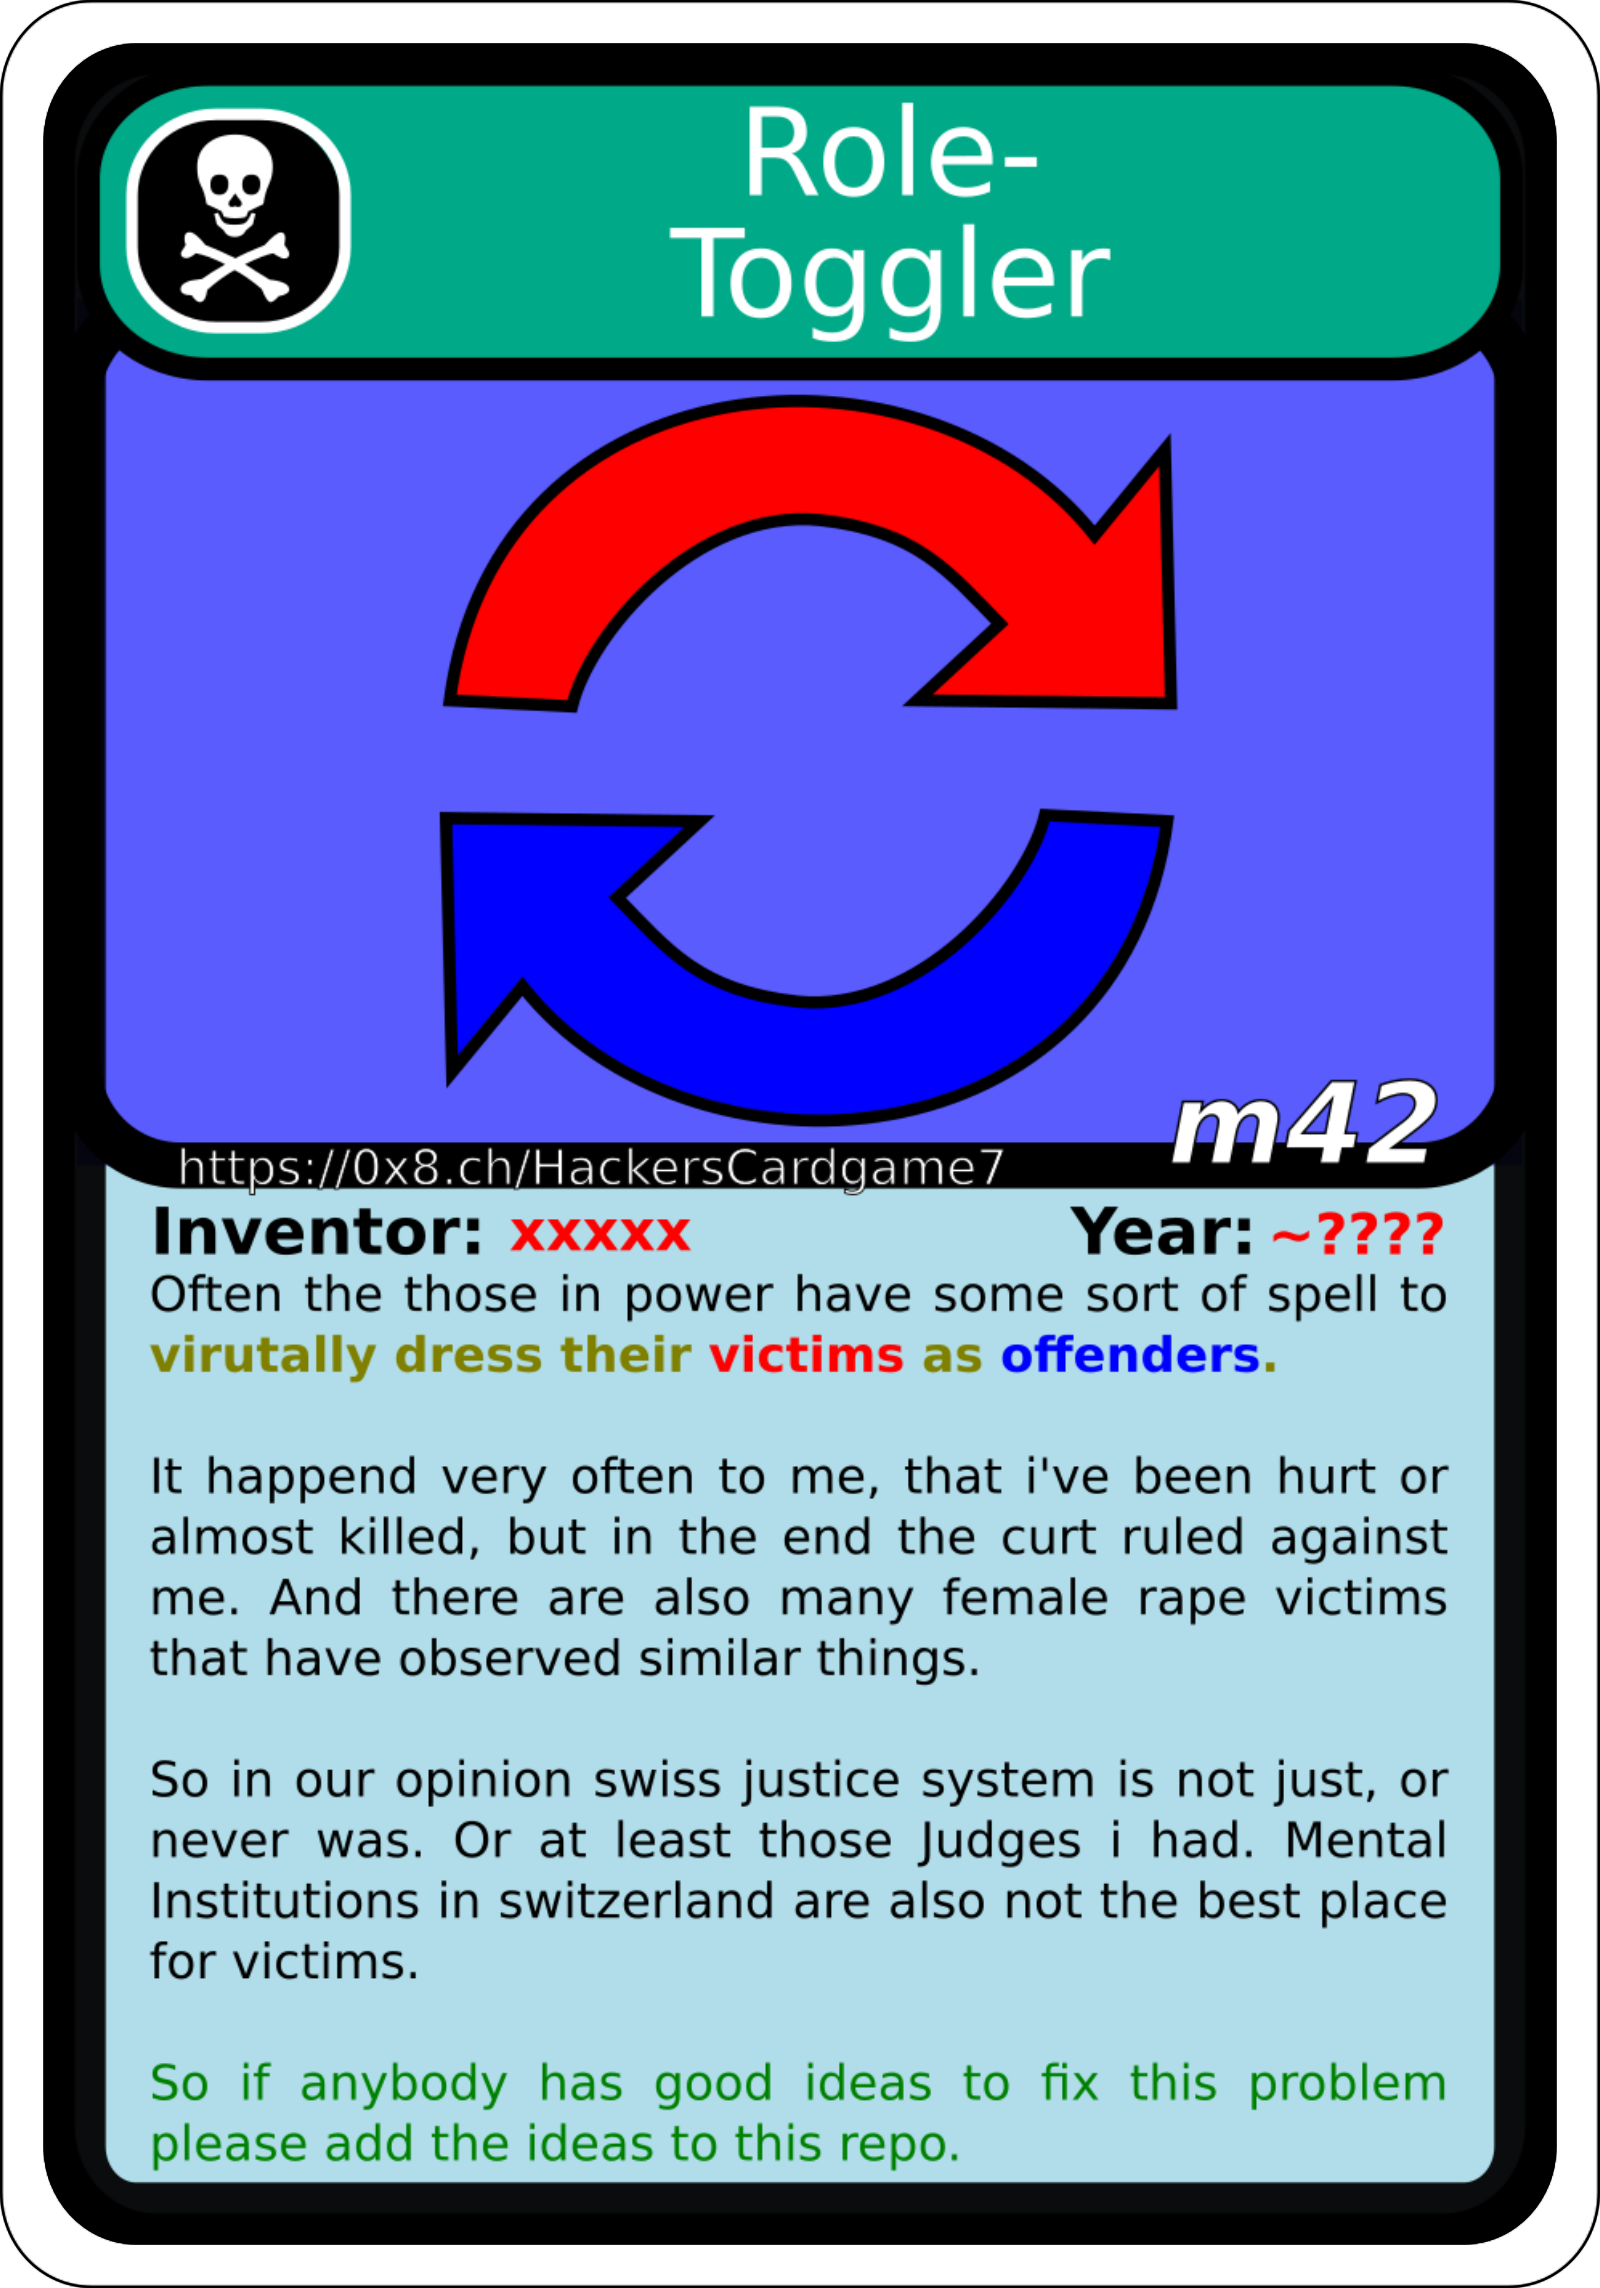 Role-
Toggler
m42
https://0x8.ch/HackersCardgame7
Inventor: xxxxx Year: ~????
Often the those in power have some sort of spell to
virutally dress their victims as offenders.
It happend very often to me, that i've been hurt or
almost killed, but in the end the curt ruled against
me. And there are also many female rape victims
that have observed similar things.
So in our opinion swiss justice system is not just, or
never was. Or at least those Judges i had. Mental
Institutions in switzerland are also not the best place
for victims.
So if anybody has good ideas to fix this problem
please add the ideas to this repo.